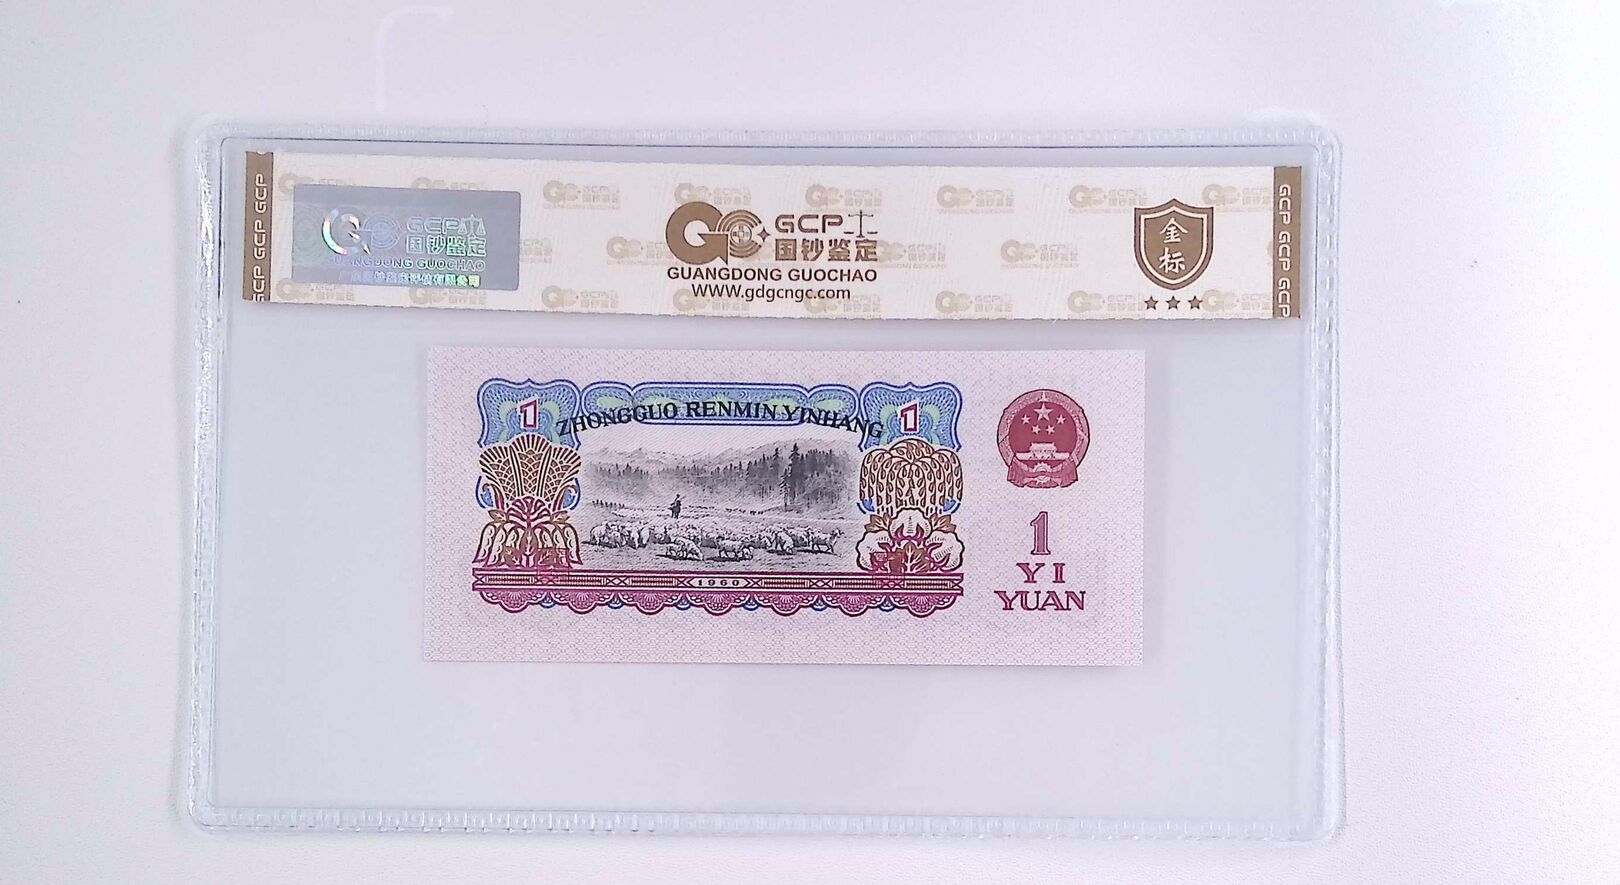 GCP GCP GCP
GCP
国钞鉴定
GUANGDONG GUOCHAO
GCP
国钞鉴定
GUANGDONG GUOCHAO
WWW.gdgcngc.com
金
标
GCP GCP GCP
1
ZHONGGUO RENMIN YINHANG
1
1960
1
YI
YUAN